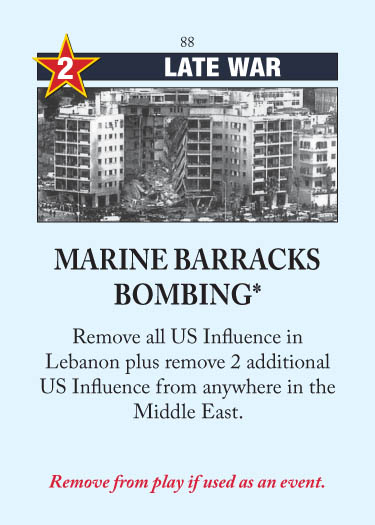 88
2 LATE WAR
MARINE BARRACKS
BOMBING*
Remove all US Influence in
Lebanon plus remove 2 additional
US Influence from anywhere in the
Middle East.
Remove from play if used as an event.